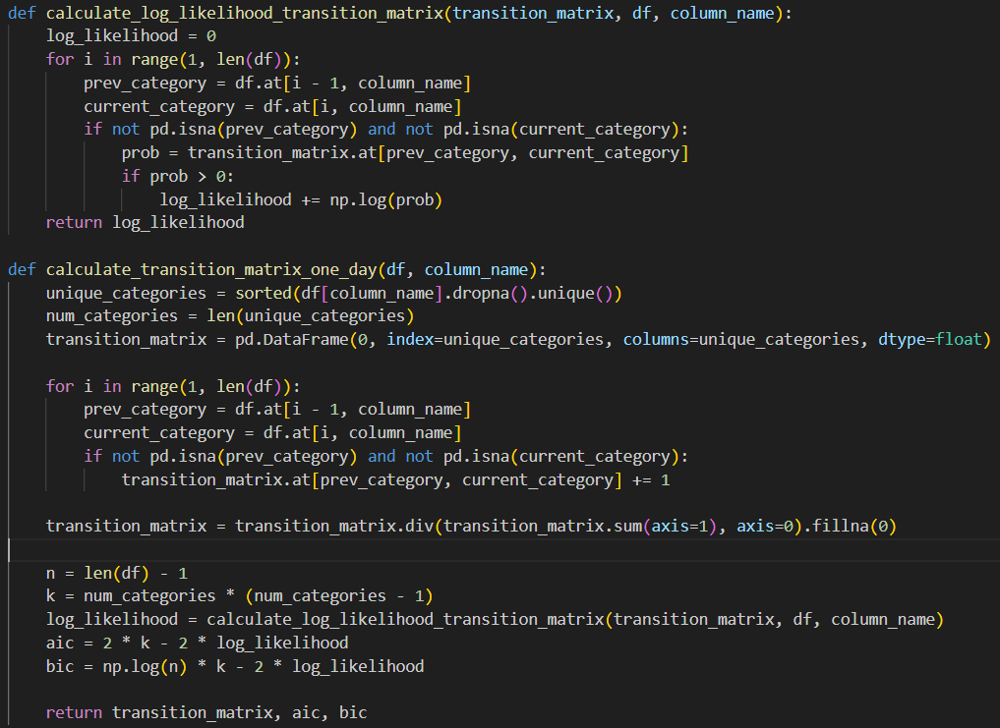 def calculate_log_likelihood_transition_matrix(transition_matrix, df, column_name):
    log_likelihood = 0
    for i in range(1, len(df)):
        prev_category = df.at[i - 1, column_name]
        current_category = df.at[i, column_name]
        if not pd.isna(prev_category) and not pd.isna(current_category):
            prob = transition_matrix.at[prev_category, current_category]
            if prob > 0:
                log_likelihood += np.log(prob)
    return log_likelihood

def calculate_transition_matrix_one_day(df, column_name):
    unique_categories = sorted(df[column_name].dropna().unique())
    num_categories = len(unique_categories)
    transition_matrix = pd.DataFrame(0, index=unique_categories, columns=unique_categories, dtype=float)

    for i in range(1, len(df)):
        prev_category = df.at[i - 1, column_name]
        current_category = df.at[i, column_name]
        if not pd.isna(prev_category) and not pd.isna(current_category):
            transition_matrix.at[prev_category, current_category] += 1

    transition_matrix = transition_matrix.div(transition_matrix.sum(axis=1), axis=0).fillna(0)

    n = len(df) - 1
    k = num_categories * (num_categories - 1)
    log_likelihood = calculate_log_likelihood_transition_matrix(transition_matrix, df, column_name)
    aic = 2 * k - 2 * log_likelihood
    bic = np.log(n) * k - 2 * log_likelihood

    return transition_matrix, aic, bic